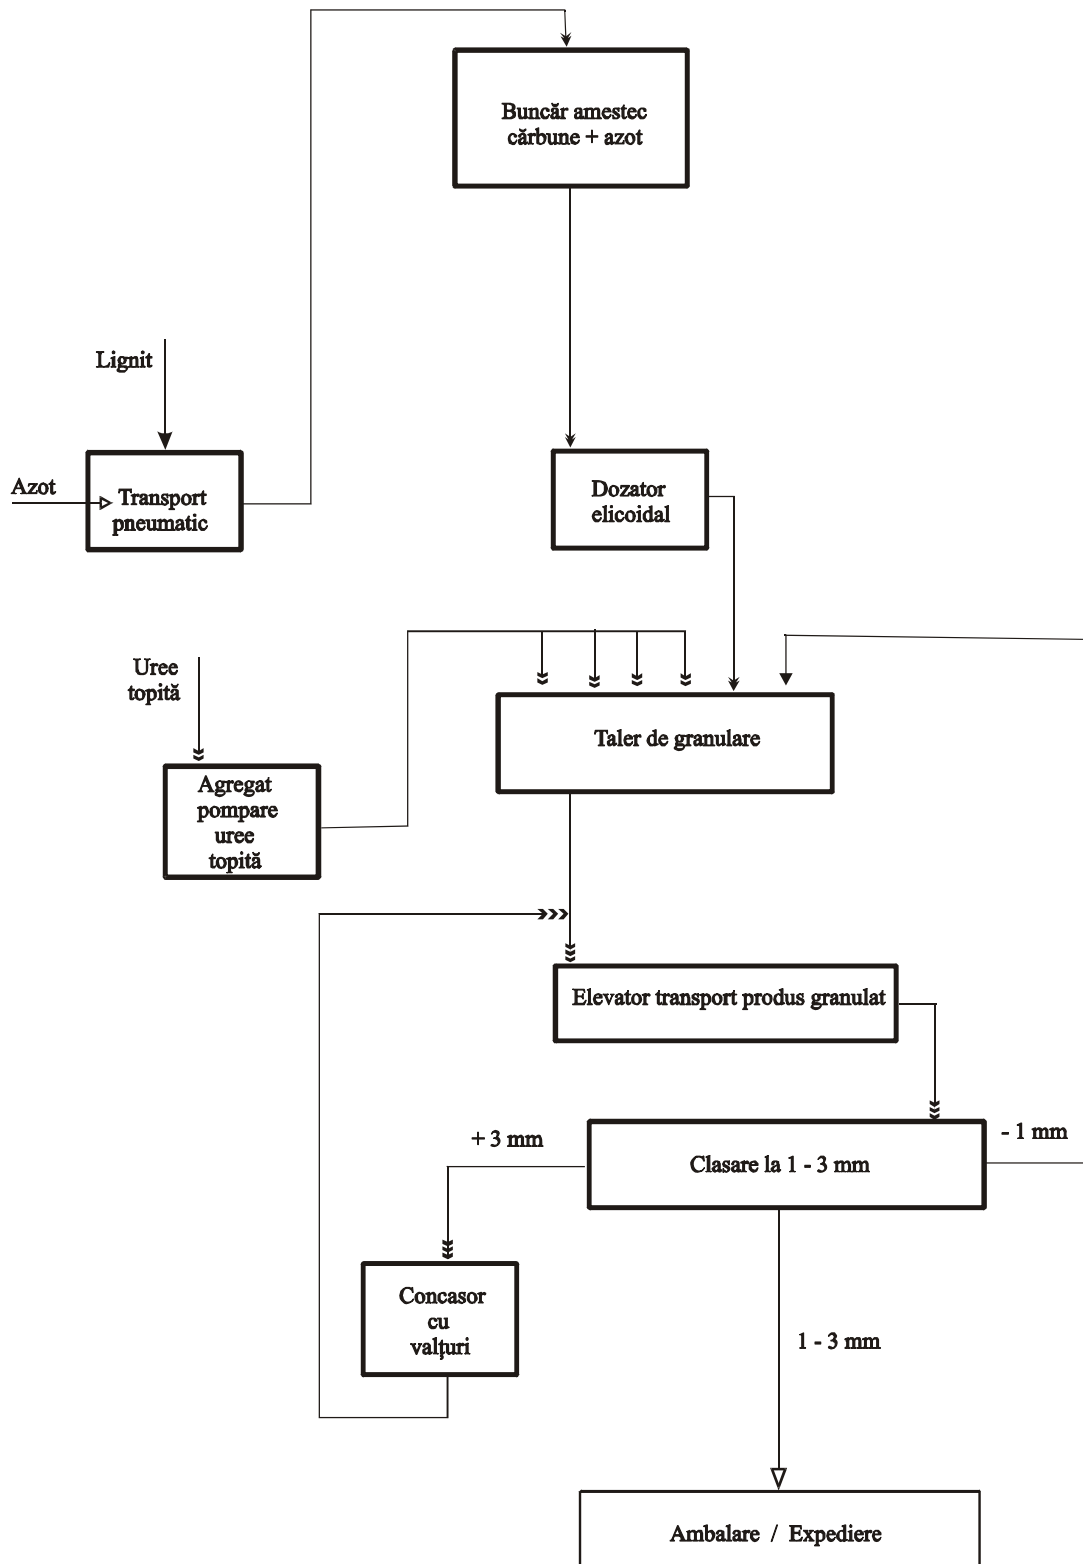 Buncăr amestec
cărbune + azot
Lignit
Azot
Transport
pneumatic
Dozator
elicoidal
Uree
topită
Taler de granulare
Agregat
pompare
uree
topită
Elevator transport produs granulat
+ 3 mm
- 1 mm
Clasare la 1 - 3 mm
Concasor
cu
valţuri
1 - 3 mm
Ambalare / Expediere